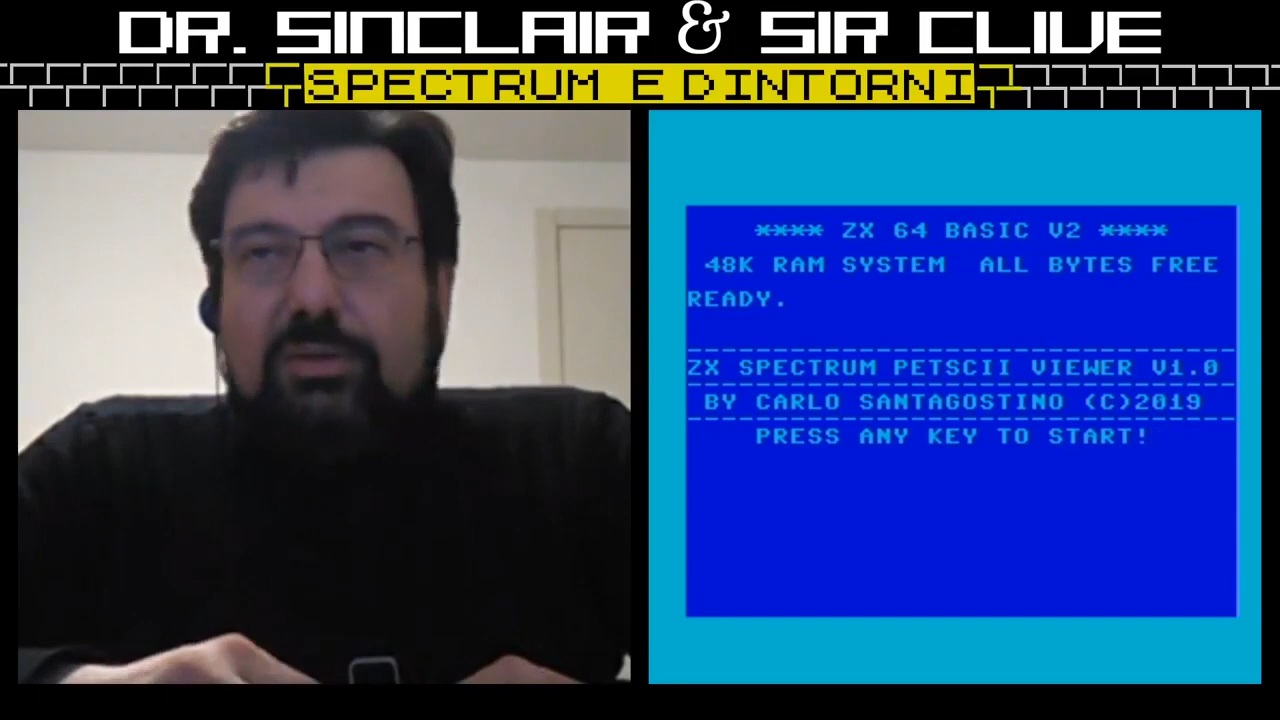 DR. SINCLAIR & SIR CLIVE
SPECTRUM E DINTORNI
**** ZX 64 BASIC V2 ****
48K RAM SYSTEM ALL BYTES FREE
READY.
ZX SPECTRUM PETSCII VIEWER V1.0
BY CARLO SANTAGOSTINO (C)2019
PRESS ANY KEY TO START!